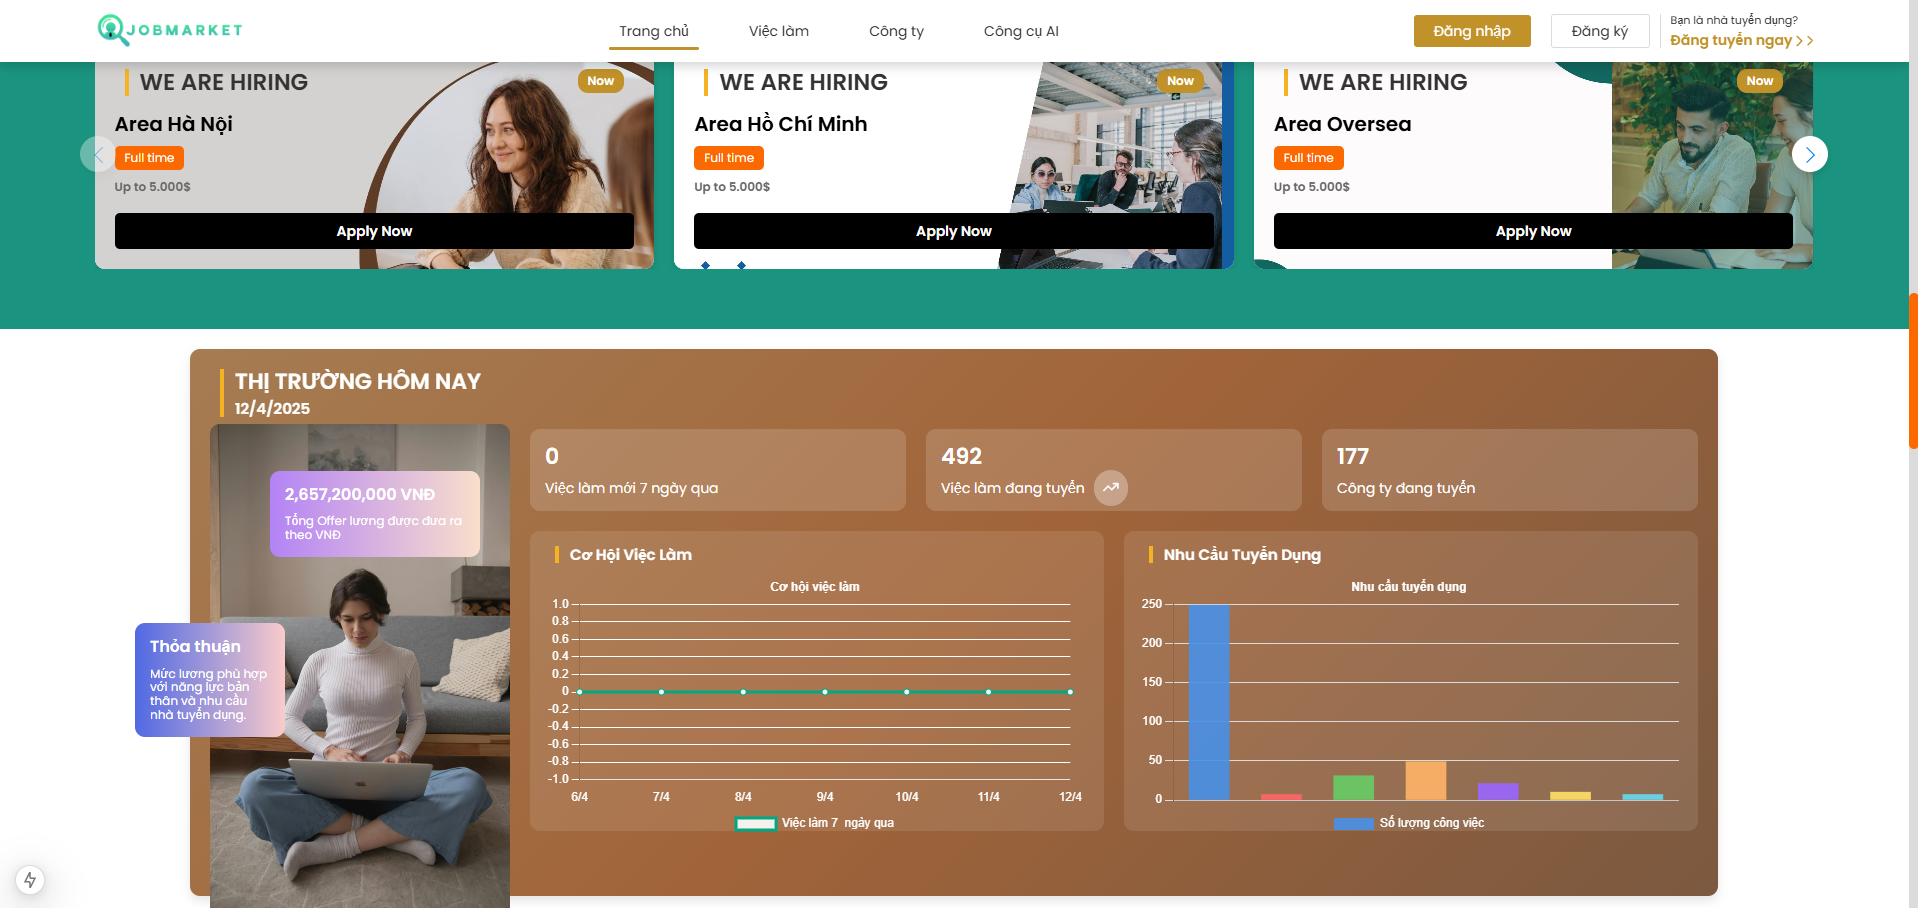 JOBMARKET
Trang chủ
Việc làm
Công ty
Công cụ AI
Đăng nhập
Đăng ký
Bạn là nhà tuyển dụng?
Đăng tuyển ngay
WE ARE HIRING
Now
Area Hà Nội
Full time
Up to 5.000$
Apply Now
WE ARE HIRING
Now
Area Hồ Chí Minh
Full time
Up to 5.000$
Apply Now
WE ARE HIRING
Now
Area Oversea
Full time
Up to 5.000$
Apply Now
THỊ TRƯỜNG HÔM NAY
12/4/2025
2,657,200,000 VNĐ
Tổng Offer lương được đưa ra
theo VNĐ
Thỏa thuận
Mức lương phù hợp
với năng lực bản
thân và nhu cầu
nhà tuyển dụng.
0
Việc làm mới 7 ngày qua
492
Việc làm đang tuyển
177
Công ty đang tuyển
Cơ Hội Việc Làm
Cơ hội việc làm
1.0
0.8
0.6
0.4
0.2
0
-0.2
-0.4
-0.6
-0.8
-1.0
6/4 7/4 8/4 9/4 10/4 11/4 12/4
Việc làm 7 ngày qua
Nhu Cầu Tuyển Dụng
Nhu cầu tuyển dụng
250
200
150
100
50
0
Số lượng công việc